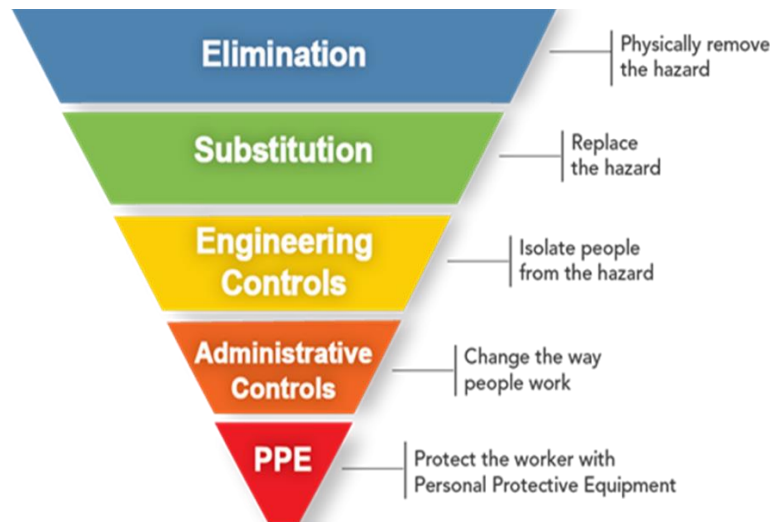 Elimination
Physically remove
the hazard
Substitution
Replace
the hazard
Engineering
Controls
Isolate people
from the hazard
Administrative
Controls
Change the way
people work
PPE
Protect the worker with
Personal Protective Equipment